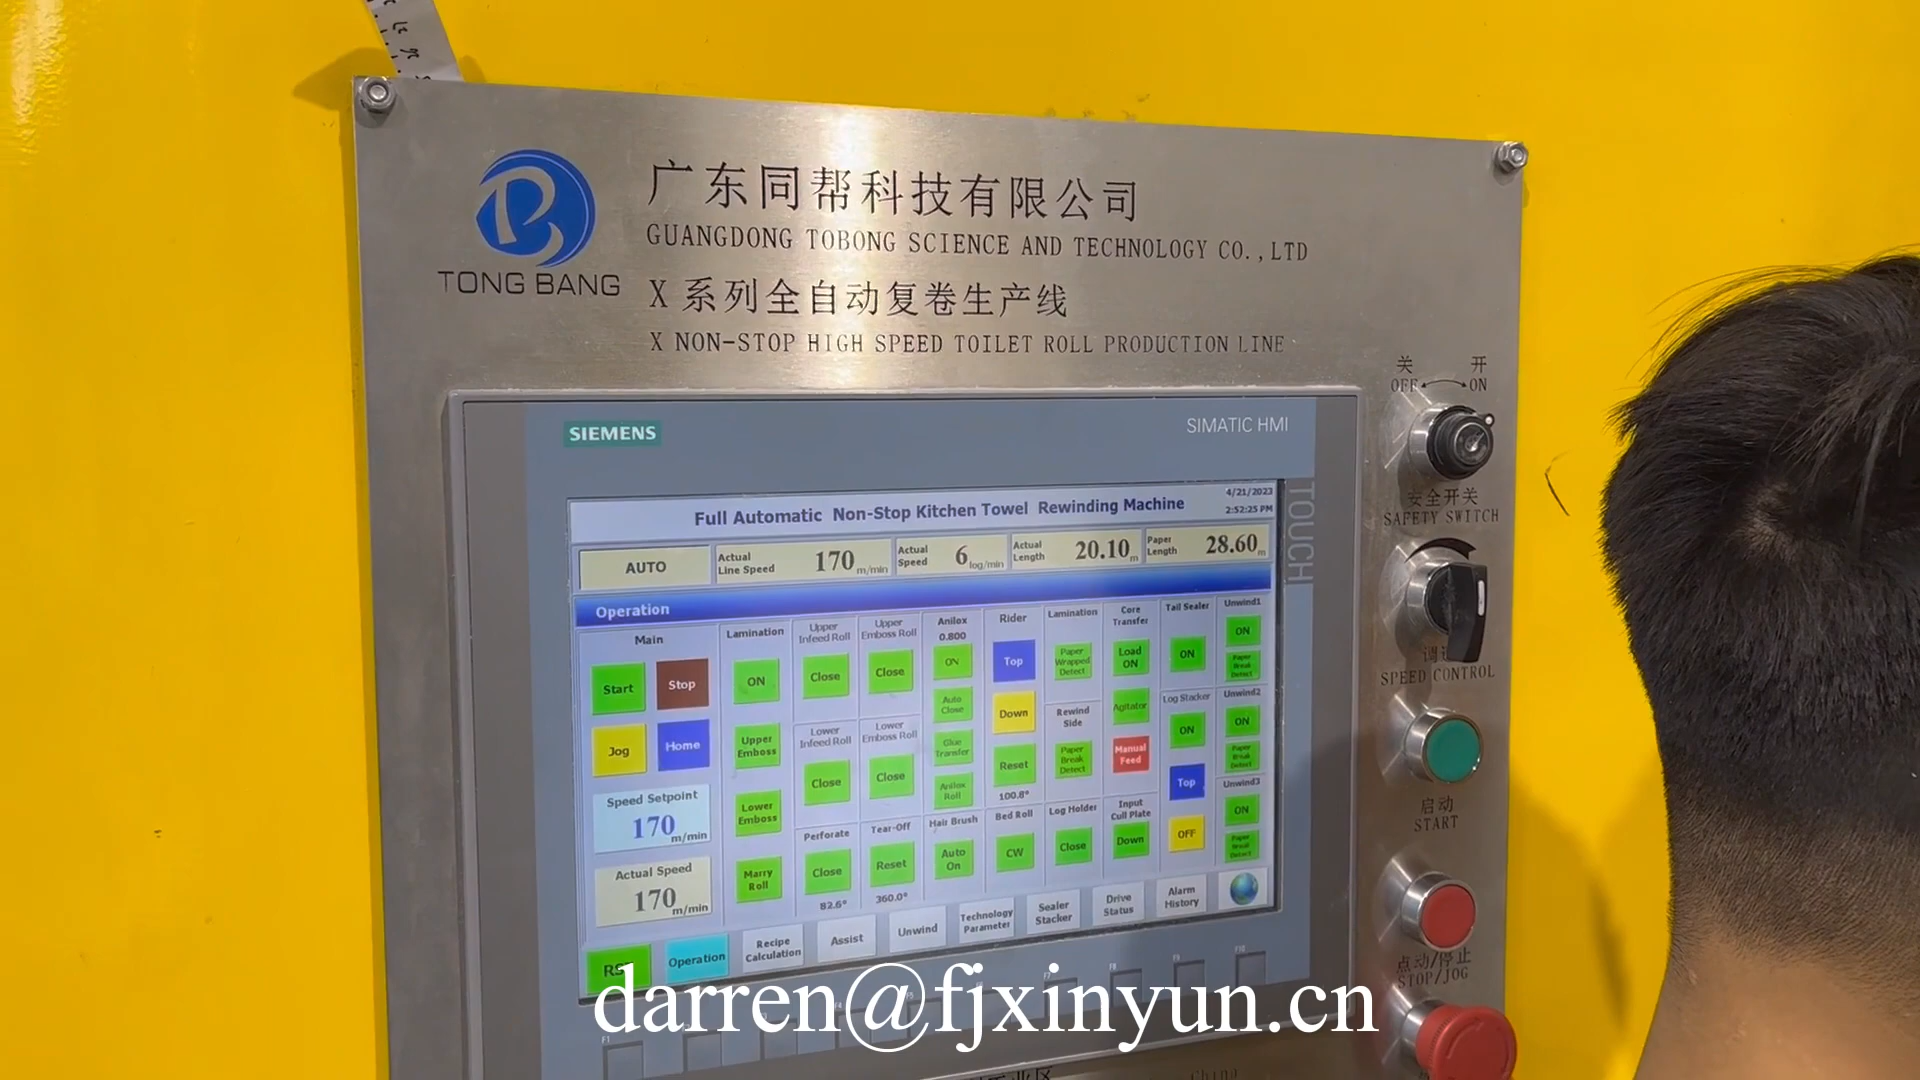 广东同帮科技有限公司
GUANGDONG TOBONG SCIENCE AND TECHNOLOGY CO.,LTD
TONG BANG
X 系列全自动复卷生产线
X NON-STOP HIGH SPEED TOILET ROLL PRODUCTION LINE
关 开
OFF ON
安全开关
SAFETY SWITCH
SPEED CONTROL
启动
START
点动/停止
STOP/JOG
SIEMENS
SIMATIC HMI
TOUCH
Full Automatic Non-Stop Kitchen Towel Rewinding Machine
4/21/2023
2:52:25 PM
AUTO
Actual Line Speed 170 m/min
Actual Speed 6 log/min
Actual Length 20.10 m
Paper Length 28.60 m
Operation
Main
Start Stop
Jog Home
Speed Setpoint
170 m/min
Actual Speed
170 m/min
Lamination
ON
Upper Emboss
Lower Emboss
Marry Roll
Upper Infeed Roll
Close
Lower Infeed Roll
Close
Perforate
Close
82.6°
Upper Emboss Roll
Close
Lower Emboss Roll
Close
Tear-Off
Reset
360.0°
Anilox
0.800
ON
Auto Close
Glue Transfer
Anilox Roll
Hair Brush
Auto On
Rider
Top
Down
Reset
100.8°
Bed Roll
CW
Lamination
Paper Wrapped Detect
Rewind Side
Paper Break Detect
Log Holder
Close
Core Transfer
Load ON
Agitator
Manual Feed
Input Cull Plate
Down
Tail Sealer
ON
Log Stacker
ON
Top
OFF
Unwind1
ON
Paper Break Detect
Unwind2
ON
Paper Break Detect
Unwind3
ON
Paper Break Detect
Operation
Recipe Calculation
Assist
Unwind
Technology Parameter
Sealer Stacker
Drive Status
Alarm History
darren@fjxinyun.cn